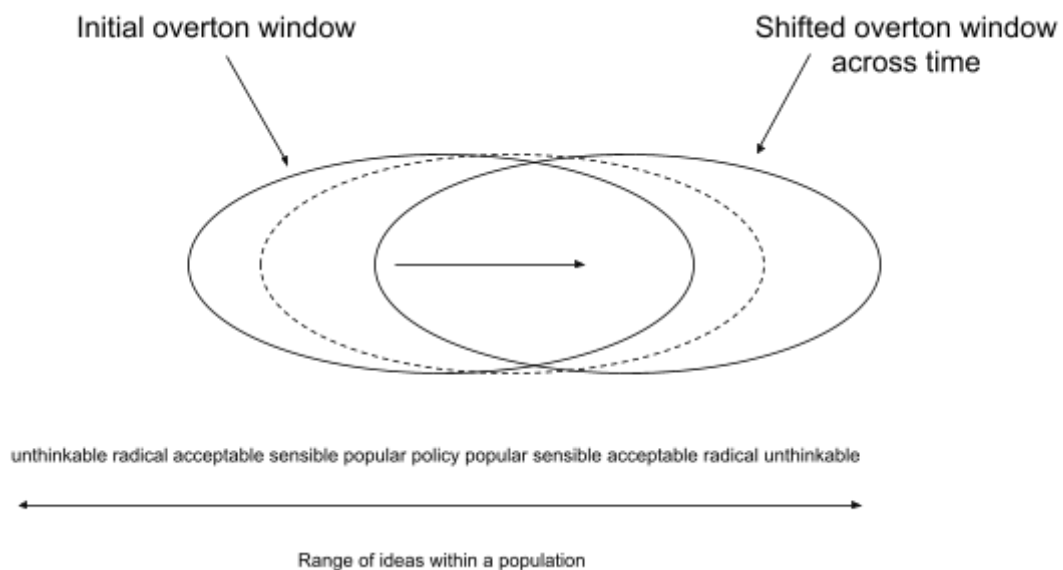 Initial overton window
Shifted overton window
across time
unthinkable radical acceptable sensible popular policy popular sensible acceptable radical unthinkable
Range of ideas within a population